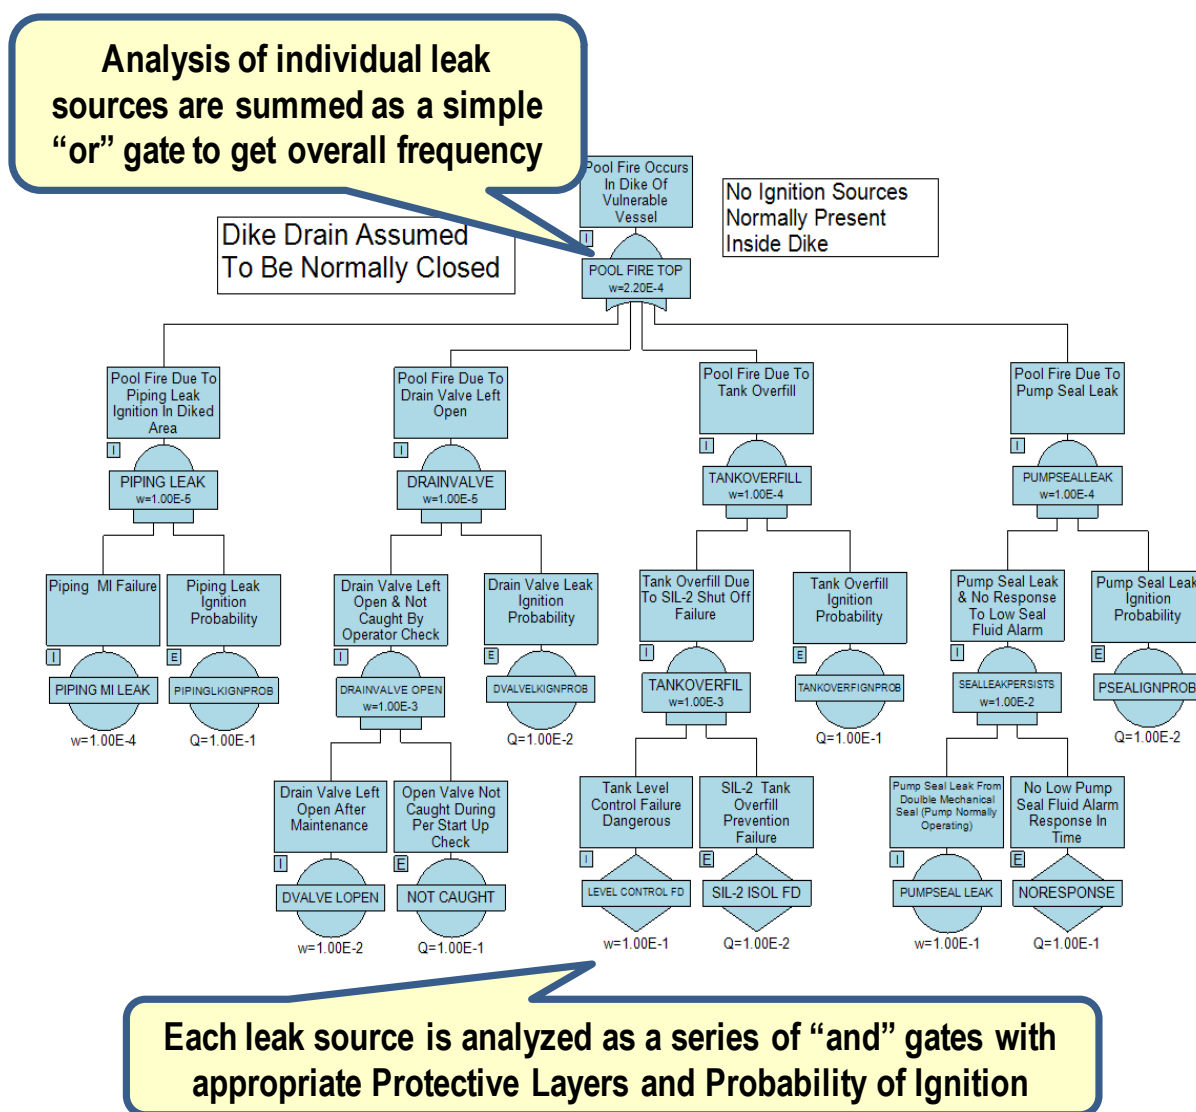 Analysis of individual leak
sources are summed as a simple
“or” gate to get overall frequency
Pool Fire Occurs
In Dike Of
Vulnerable
Vessel
I
POOL FIRE TOP
w=2.20E-4
Dike Drain Assumed
To Be Normally Closed
No Ignition Sources
Normally Present
Inside Dike
Pool Fire Due To
Piping Leak
Ignition In Diked
Area
I
PIPING LEAK
w=1.00E-5
Pool Fire Due To
Drain Valve Left
Open
I
DRAINVALVE
w=1.00E-5
Pool Fire Due To
Tank Overfill
I
TANKOVERFILL
w=1.00E-4
Pool Fire Due To
Pump Seal Leak
I
PUMPSEALLEAK
w=1.00E-4
Piping MI Failure
I
PIPING MI LEAK
w=1.00E-4
Piping Leak
Ignition
Probability
E
PIPINGLKIGNPROB
Q=1.00E-1
Drain Valve Left
Open & Not
Caught By
Operator Check
I
DRAINVALVE OPEN
w=1.00E-3
Drain Valve Leak
Ignition
Probability
E
DVALVELKIGNPROB
Q=1.00E-2
Tank Overfill Due
To SIL-2 Shut Off
Failure
I
TANKOVERFIL
w=1.00E-3
Tank Overfill
Ignition
Probability
E
TANKOVERFIGNPROB
Q=1.00E-1
Pump Seal Leak
& No Response
To Low Seal
Fluid Alarm
I
SEALLEAKPERSISTS
w=1.00E-2
Pump Seal Leak
Ignition
Probability
E
PSEALIGNPROB
Q=1.00E-2
Drain Valve Left
Open After
Maintenance
I
DVALVE LOPEN
w=1.00E-2
Open Valve Not
Caught During
Per Start Up
Check
E
NOT CAUGHT
Q=1.00E-1
Tank Level
Control Failure
Dangerous
I
LEVEL CONTROL FD
w=1.00E-1
SIL-2 Tank
Overfill
Prevention
Failure
E
SIL-2 ISOL FD
Q=1.00E-2
Pump Seal Leak From
Double Mechanical
Seal (Pump Normally
Operating)
I
PUMPSEAL LEAK
w=1.00E-1
No Low Pump
Seal Fluid Alarm
Response In
Time
E
NORESPONSE
Q=1.00E-1
Each leak source is analyzed as a series of “and” gates with
appropriate Protective Layers and Probability of Ignition